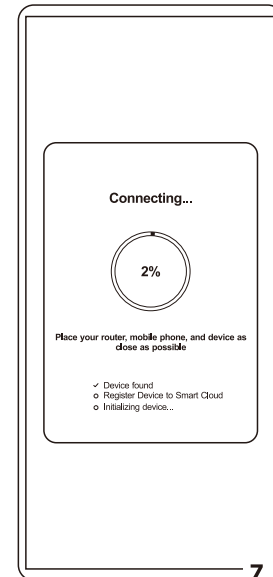 Connecting...
2%
Place your router, mobile phone, and device as
close as possible
✓ Device found
o Register Device to Smart Cloud
o Initializing device...
7